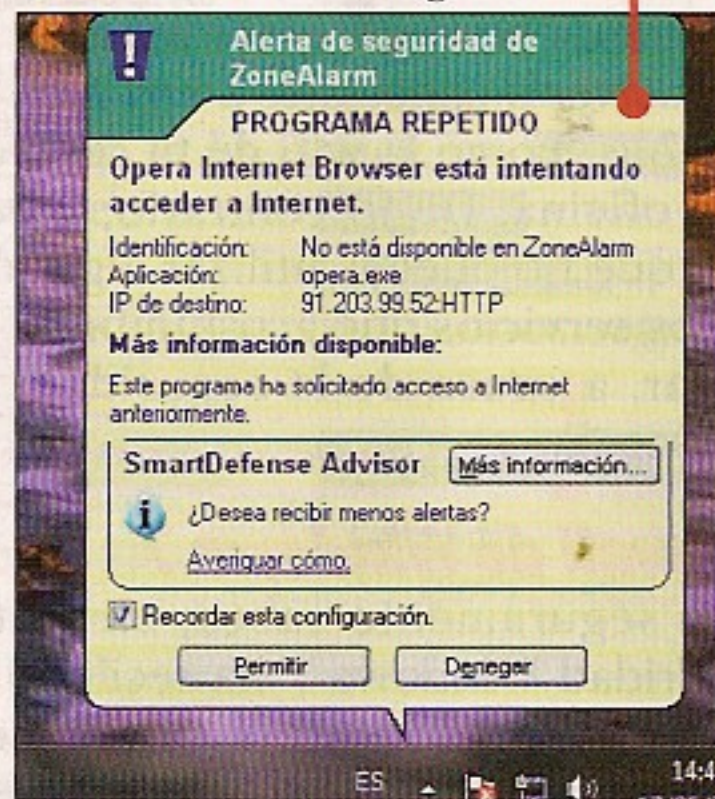 Alerta de seguridad de
ZoneAlarm
PROGRAMA REPETIDO
Opera Internet Browser está intentando
acceder a Internet.
Identificación: No está disponible en ZoneAlarm
Aplicación: opera.exe
IP de destino: 91.203.99.52:HTTP
Más información disponible:
Este programa ha solicitado acceso a Internet
anteriormente.
SmartDefense Advisor Más información...
¿Desea recibir menos alertas?
Averiguar cómo.
Recordar esta configuración.
Permitir Denegar
ES 14:4